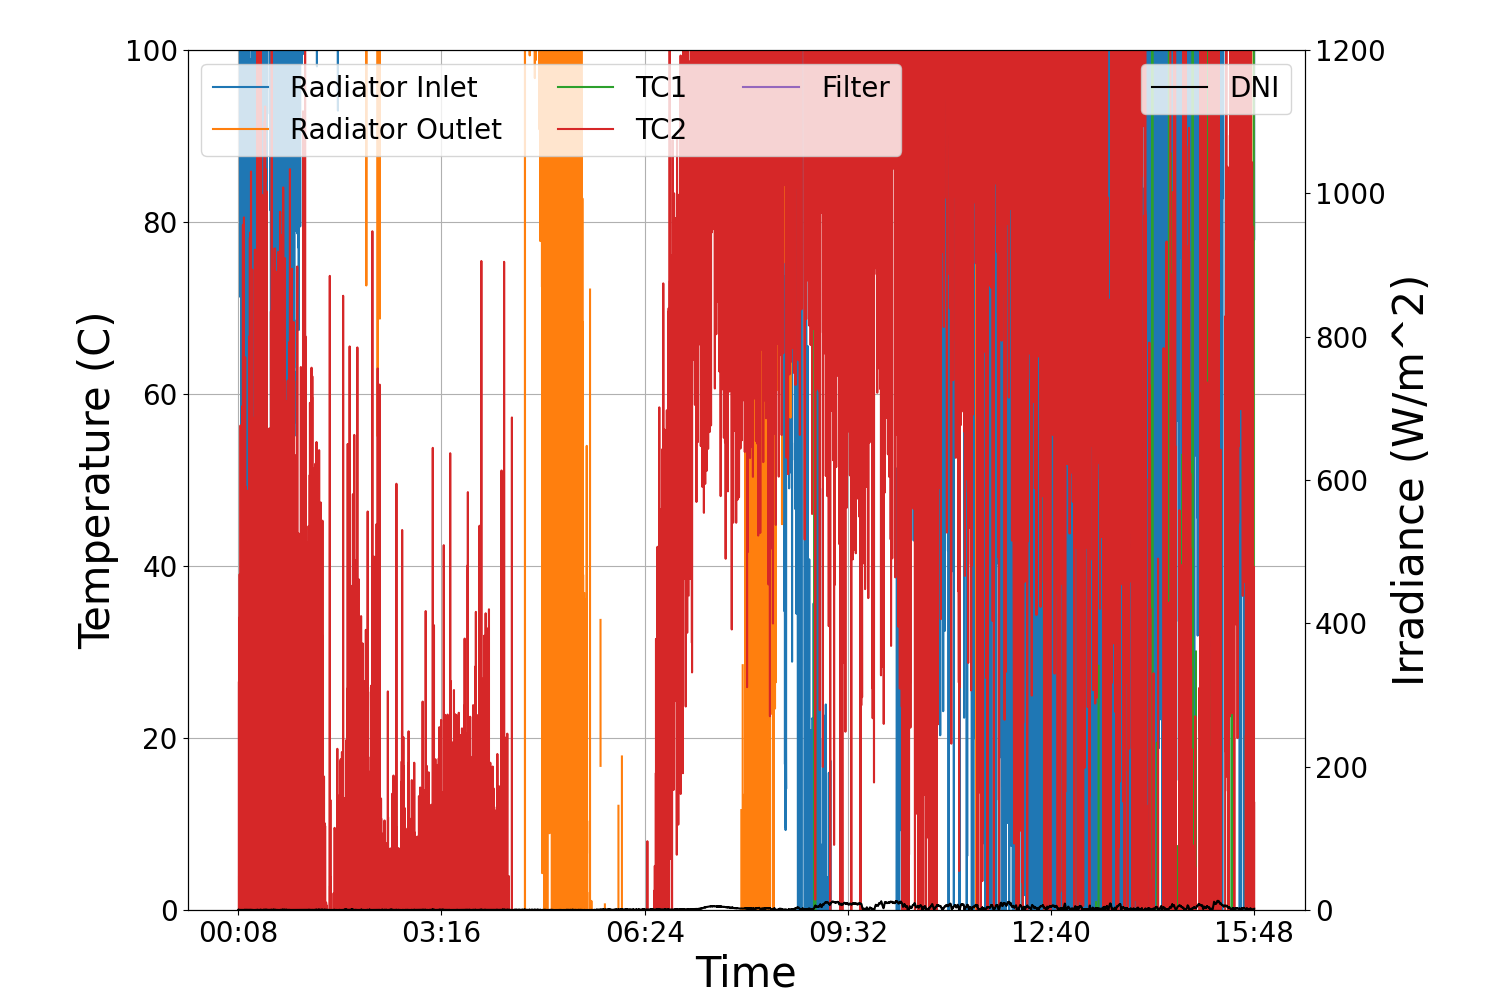 100
80
60
40
20
0
Temperature (C)
Radiator Inlet
Radiator Outlet
TC1
TC2
Filter
DNI
1200
1000
800
600
400
200
0
Irradiance (W/m^2)
00:08
03:16
06:24
09:32
12:40
15:48
Time